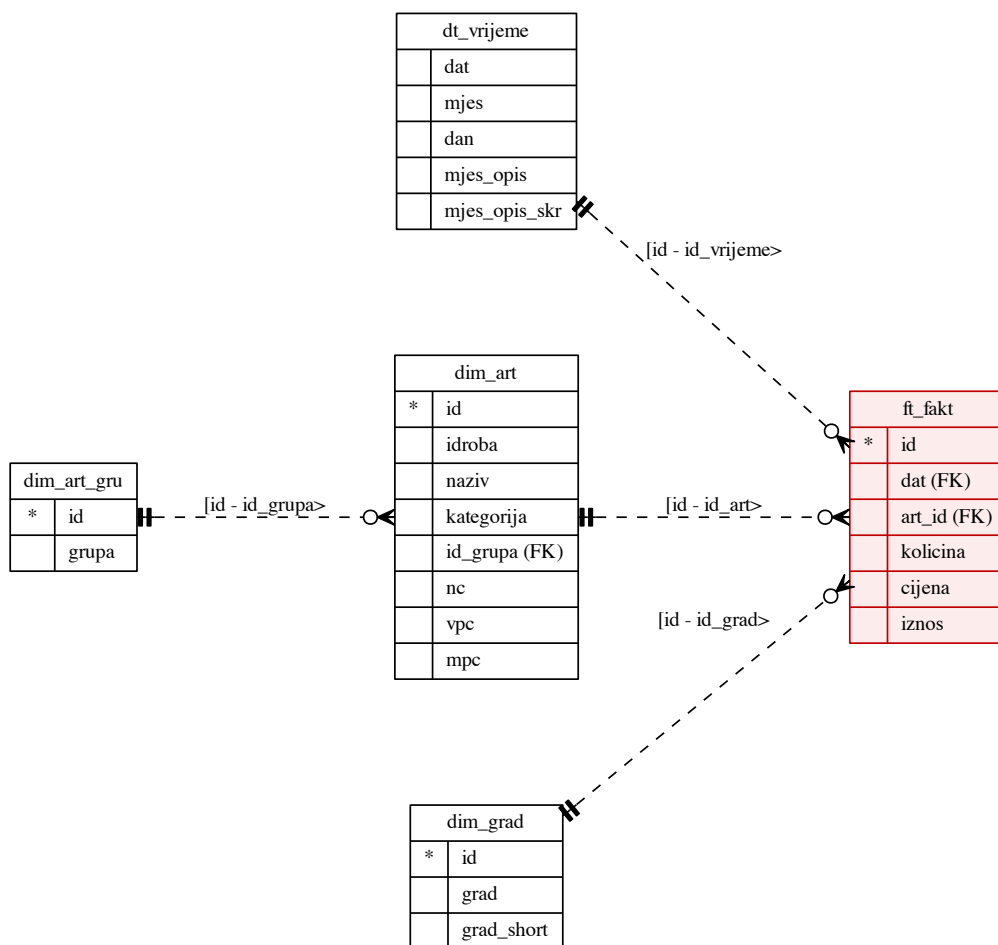 dt_vrijeme
dat
mjes
dan
mjes_opis
mjes_opis_skr
[id - id_vrijeme>
dim_art
* id
idroba
naziv
kategorija
id_grupa (FK)
nc
vpc
mpc
ft_fakt
* id
dat (FK)
art_id (FK)
kolicina
cijena
iznos
dim_art_gru
* id
grupa
[id - id_grupa>
[id - id_art>
[id - id_grad>
dim_grad
* id
grad
grad_short